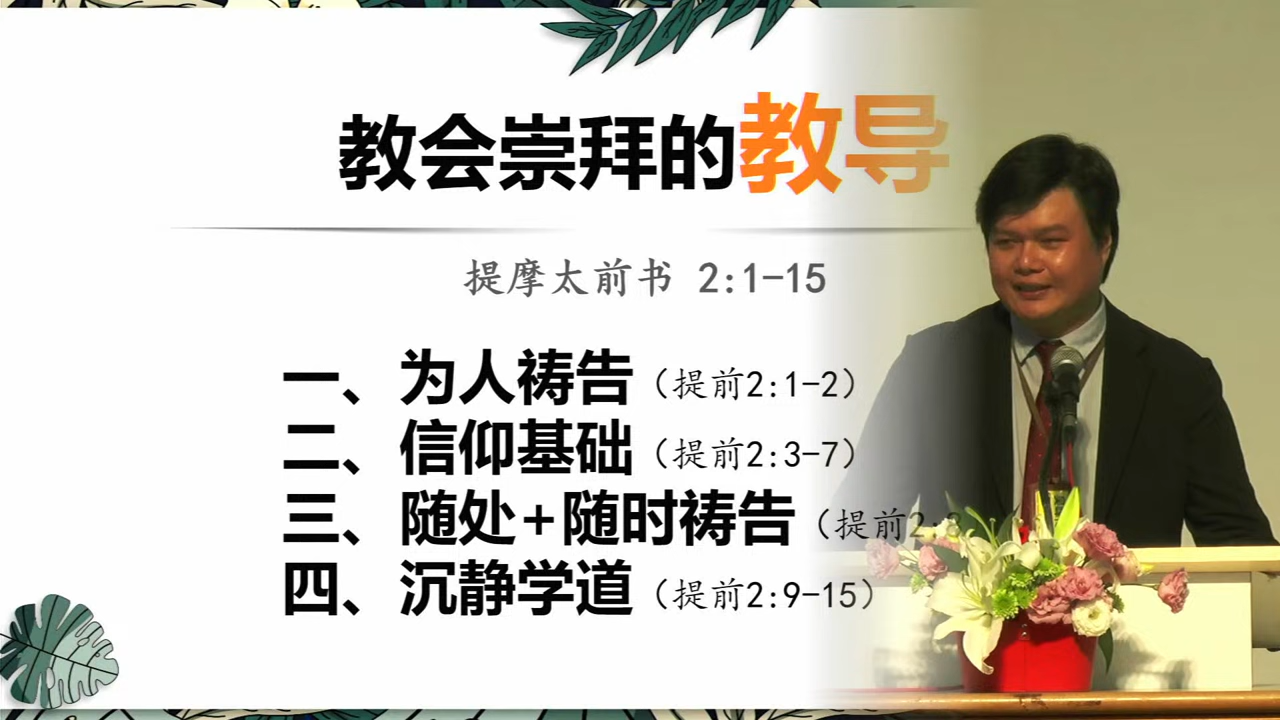 教会崇拜的教导
提摩太前书 2:1-15
一、为人祷告（提前2:1-2）
二、信仰基础（提前2:3-7）
三、随处+随时祷告（提前2:8
四、沉静学道（提前2:9-15）